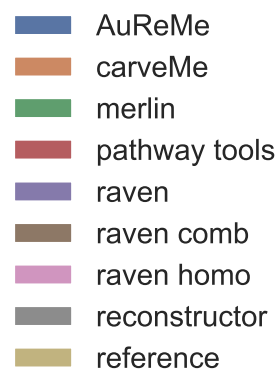 AuReMe
carveMe
merlin
pathway tools
raven
raven comb
raven homo
reconstructor
reference